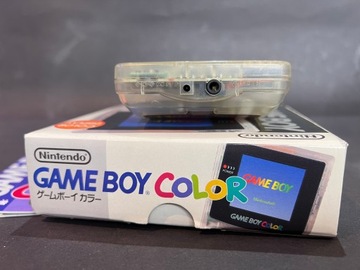 Nintendo
GAME BOY COLOR
ゲームボーイ カラー
POWER
GAME BOY
Nintendo
GAME BOY COLOR